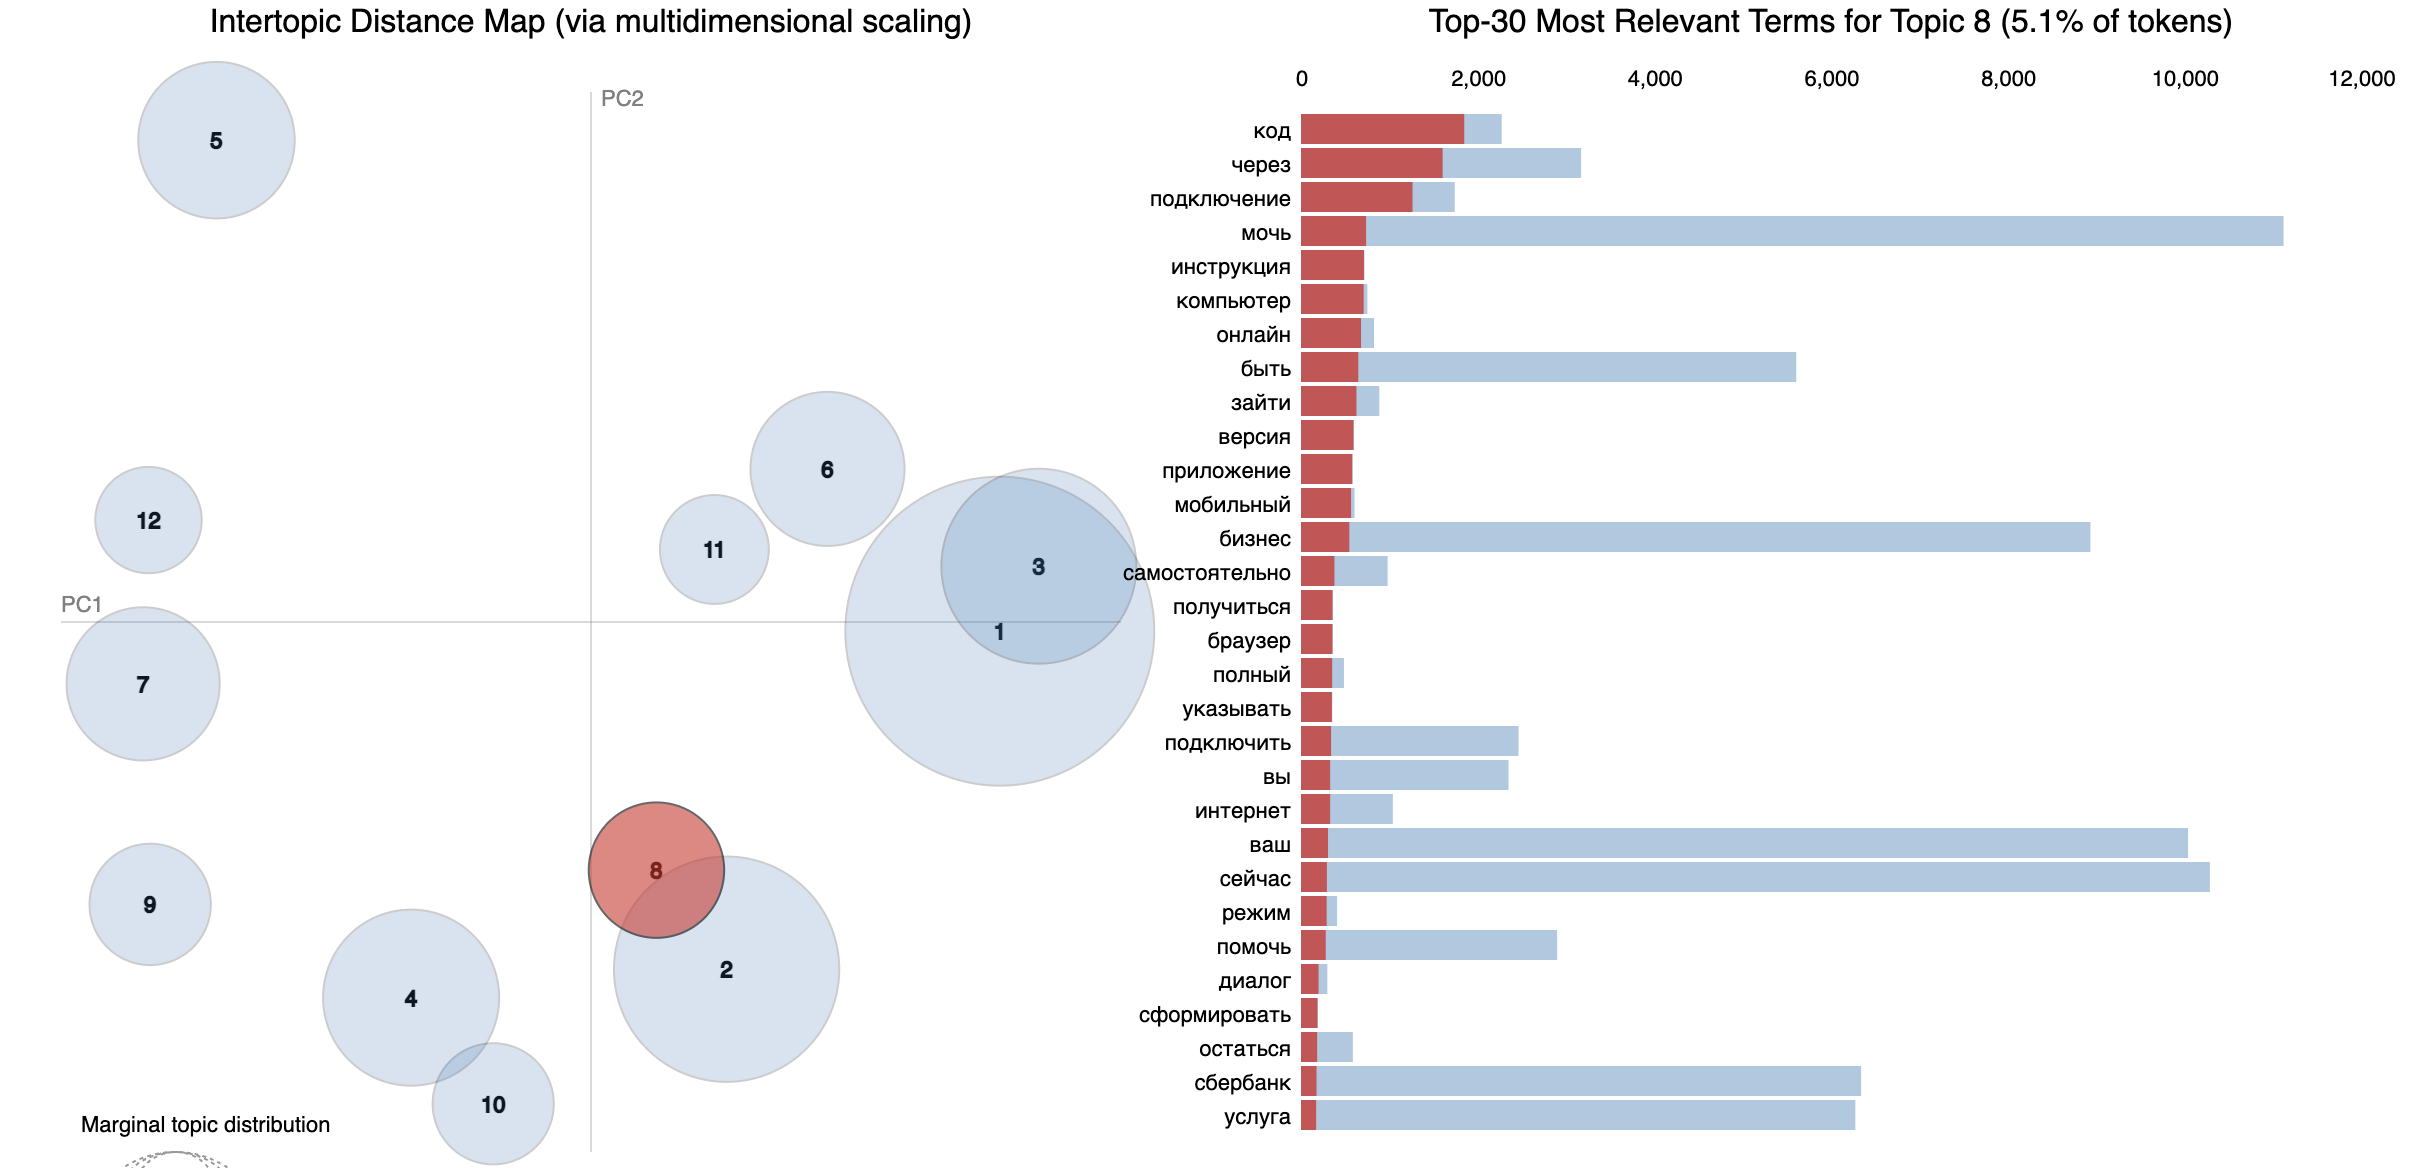 Intertopic Distance Map (via multidimensional scaling)
PC2
PC1
5
6
12
11
3
1
7
8
9
2
4
10
Marginal topic distribution
Top-30 Most Relevant Terms for Topic 8 (5.1% of tokens)
0 2,000 4,000 6,000 8,000 10,000 12,000
код
через
подключение
мочь
инструкция
компьютер
онлайн
быть
зайти
версия
приложение
мобильный
бизнес
самостоятельно
получиться
браузер
полный
указывать
подключить
вы
интернет
ваш
сейчас
режим
помочь
диалог
сформировать
остаться
сбербанк
услуга